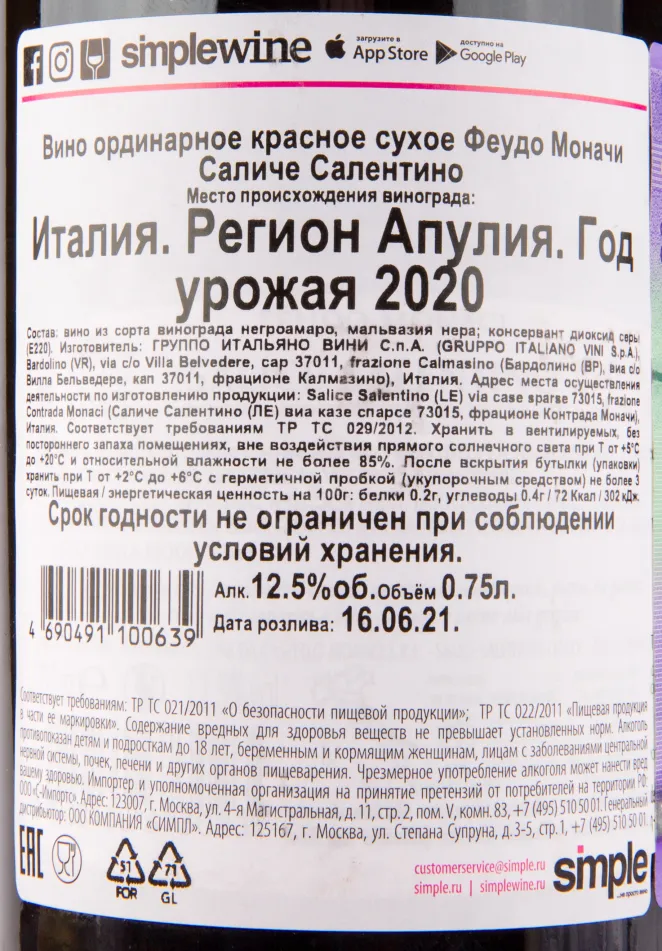 simplewine загрузите в App Store доступно на Google Play
Вино ординарное красное сухое Феудо Моначи
Саличе Салентино
Место происхождения винограда:
Италия. Регион Апулия. Год
урожая 2020
Состав: вино из сорта винограда негроамаро, мальвазия нера; консервант диоксид серы
(E220). Изготовитель: ГРУППО ИТАЛЬЯНО ВИНИ С.п.А. (GRUPPO ITALIANO VINI S.p.A.),
Bardolino (VR), via c/o Villa Belvedere, cap 37011, frazione Calmasino (Бардолино (ВР), виа с/о
Вилла Бельведере, кап 37011, фрационе Калмазино), Италия. Адрес места осуществления
деятельности по изготовлению продукции: Salice Salentino (LE) via case sparse 73015, frazione
Contrada Monaci (Саличе Салентино (ЛЕ) виа казе спарсе 73015, фрационе Контрада Моначи),
Италия. Соответствует требованиям ТР ТС 029/2012. Хранить в вентилируемых, без
постороннего запаха помещениях, вне воздействия прямого солнечного света при Т от +5°С
до +20°С и относительной влажности не более 85%. После вскрытия бутылки (упаковки)
хранить при Т от +2°С до +6°С с герметичной пробкой (укупорочным средством) не более 3
суток. Пищевая / энергетическая ценность на 100г: белки 0.2г, углеводы 0.4г / 72 Ккал / 302 кДж.
Срок годности не ограничен при соблюдении
условий хранения.
Алк. 12.5%об. Объём 0.75л.
4 690491 100639
Дата розлива: 16.06.21.
Соответствует требованиям: ТР ТС 021/2011 «О безопасности пищевой продукции»; ТР ТС 022/2011 «Пищевая продукция
в части ее маркировки». Содержание вредных для здоровья веществ не превышает установленных норм. Алкоголь
противопоказан детям и подросткам до 18 лет, беременным и кормящим женщинам, лицам с заболеваниями центральной
нервной системы, почек, печени и других органов пищеварения. Чрезмерное употребление алкоголя может нанести вред
вашему здоровью. Импортер и уполномоченная организация на принятие претензий от потребителей на территории РФ:
ООО «С-Импортс». Адрес: 123007, г. Москва, ул. 4-я Магистральная, д. 11, стр. 2, пом. V, комн. 83, +7 (495) 510 50 01. Генеральный
дистрибьютор: ООО КОМПАНИЯ «СИМПЛ». Адрес: 125167, г. Москва, ул. Степана Супруна, д. 3-5, стр. 1, +7 (495) 510 50 01.
EAC
51
FOR
71
GL
customerservice@simple.ru
simple.ru | simplewine.ru
simple
...не просто вино